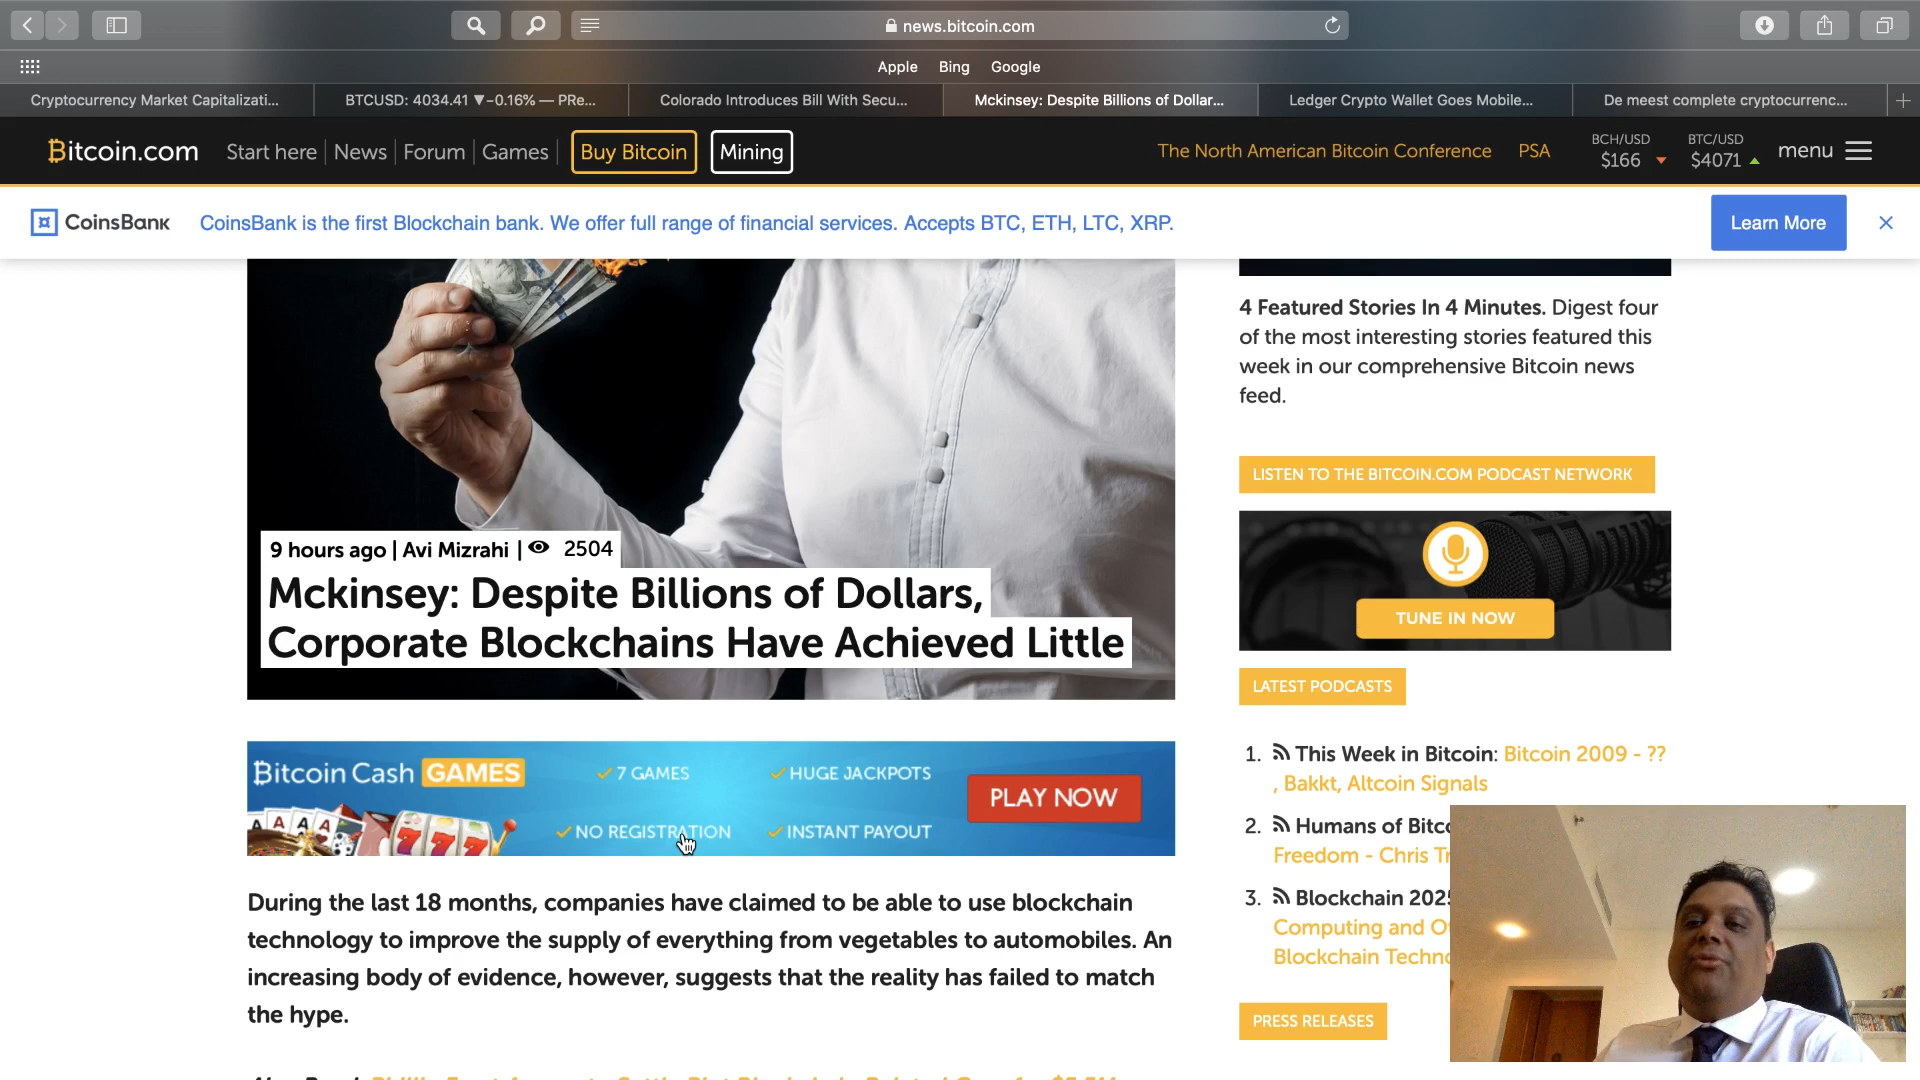 news.bitcoin.com
Apple Bing Google
Cryptocurrency Market Capitalizati...
BTCUSD: 4034.41 ▼−0.16% — PRe...
Colorado Introduces Bill With Secu...
Mckinsey: Despite Billions of Dollar...
Ledger Crypto Wallet Goes Mobile...
De meest complete cryptocurrenc...
Bitcoin.com
Start here News Forum Games Buy Bitcoin Mining
The North American Bitcoin Conference PSA
BCH/USD
$166
BTC/USD
$4071
menu
CoinsBank
CoinsBank is the first Blockchain bank. We offer full range of financial services. Accepts BTC, ETH, LTC, XRP.
Learn More
9 hours ago | Avi Mizrahi | 2504
Mckinsey: Despite Billions of Dollars,
Corporate Blockchains Have Achieved Little
Bitcoin Cash GAMES
7 GAMES
HUGE JACKPOTS
NO REGISTRATION
INSTANT PAYOUT
PLAY NOW
During the last 18 months, companies have claimed to be able to use blockchain
technology to improve the supply of everything from vegetables to automobiles. An
increasing body of evidence, however, suggests that the reality has failed to match
the hype.
4 Featured Stories In 4 Minutes. Digest four
of the most interesting stories featured this
week in our comprehensive Bitcoin news
feed.
LISTEN TO THE BITCOIN.COM PODCAST NETWORK
TUNE IN NOW
LATEST PODCASTS
1. This Week in Bitcoin: Bitcoin 2009 - ??
, Bakkt, Altcoin Signals
2. Humans of Bitc
Freedom - Chris
3. Blockchain 202
Computing and
Blockchain Techn
PRESS RELEASES